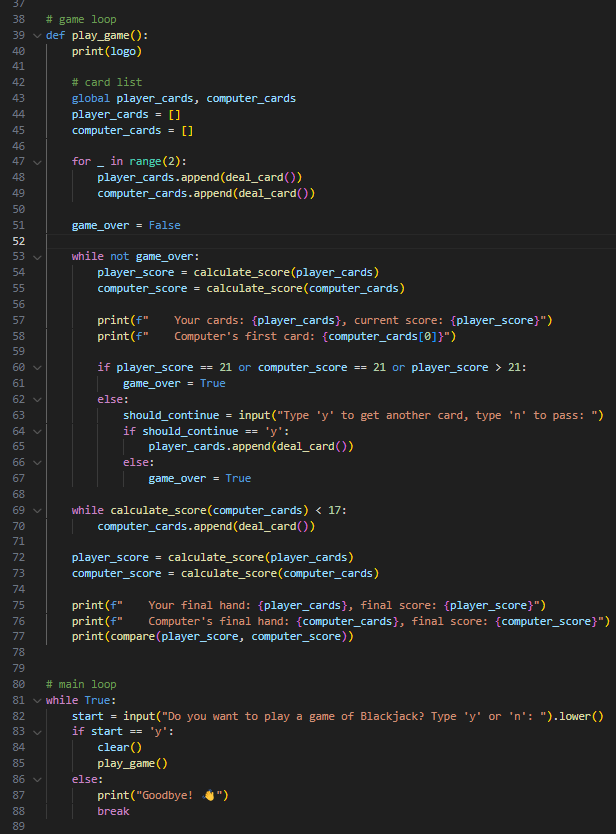 37
38 # game loop
39 def play_game():
40     print(logo)
41
42     # card list
43     global player_cards, computer_cards
44     player_cards = []
45     computer_cards = []
46
47     for _ in range(2):
48         player_cards.append(deal_card())
49         computer_cards.append(deal_card())
50
51     game_over = False
52
53     while not game_over:
54         player_score = calculate_score(player_cards)
55         computer_score = calculate_score(computer_cards)
56
57         print(f"    Your cards: {player_cards}, current score: {player_score}")
58         print(f"    Computer's first card: {computer_cards[0]}")
59
60         if player_score == 21 or computer_score == 21 or player_score > 21:
61             game_over = True
62         else:
63             should_continue = input("Type 'y' to get another card, type 'n' to pass: ")
64             if should_continue == 'y':
65                 player_cards.append(deal_card())
66             else:
67                 game_over = True
68
69     while calculate_score(computer_cards) < 17:
70         computer_cards.append(deal_card())
71
72     player_score = calculate_score(player_cards)
73     computer_score = calculate_score(computer_cards)
74
75     print(f"    Your final hand: {player_cards}, final score: {player_score}")
76     print(f"    Computer's final hand: {computer_cards}, final score: {computer_score}")
77     print(compare(player_score, computer_score))
78
79
80 # main loop
81 while True:
82     start = input("Do you want to play a game of Blackjack? Type 'y' or 'n': ").lower()
83     if start == 'y':
84         clear()
85         play_game()
86     else:
87         print("Goodbye! 👋")
88         break
89